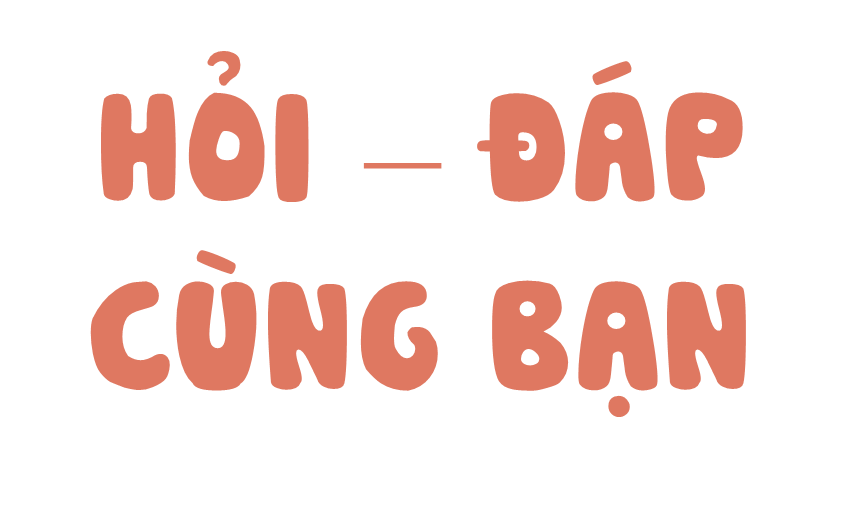 HỎI – ĐÁP
CÙNG BẠN